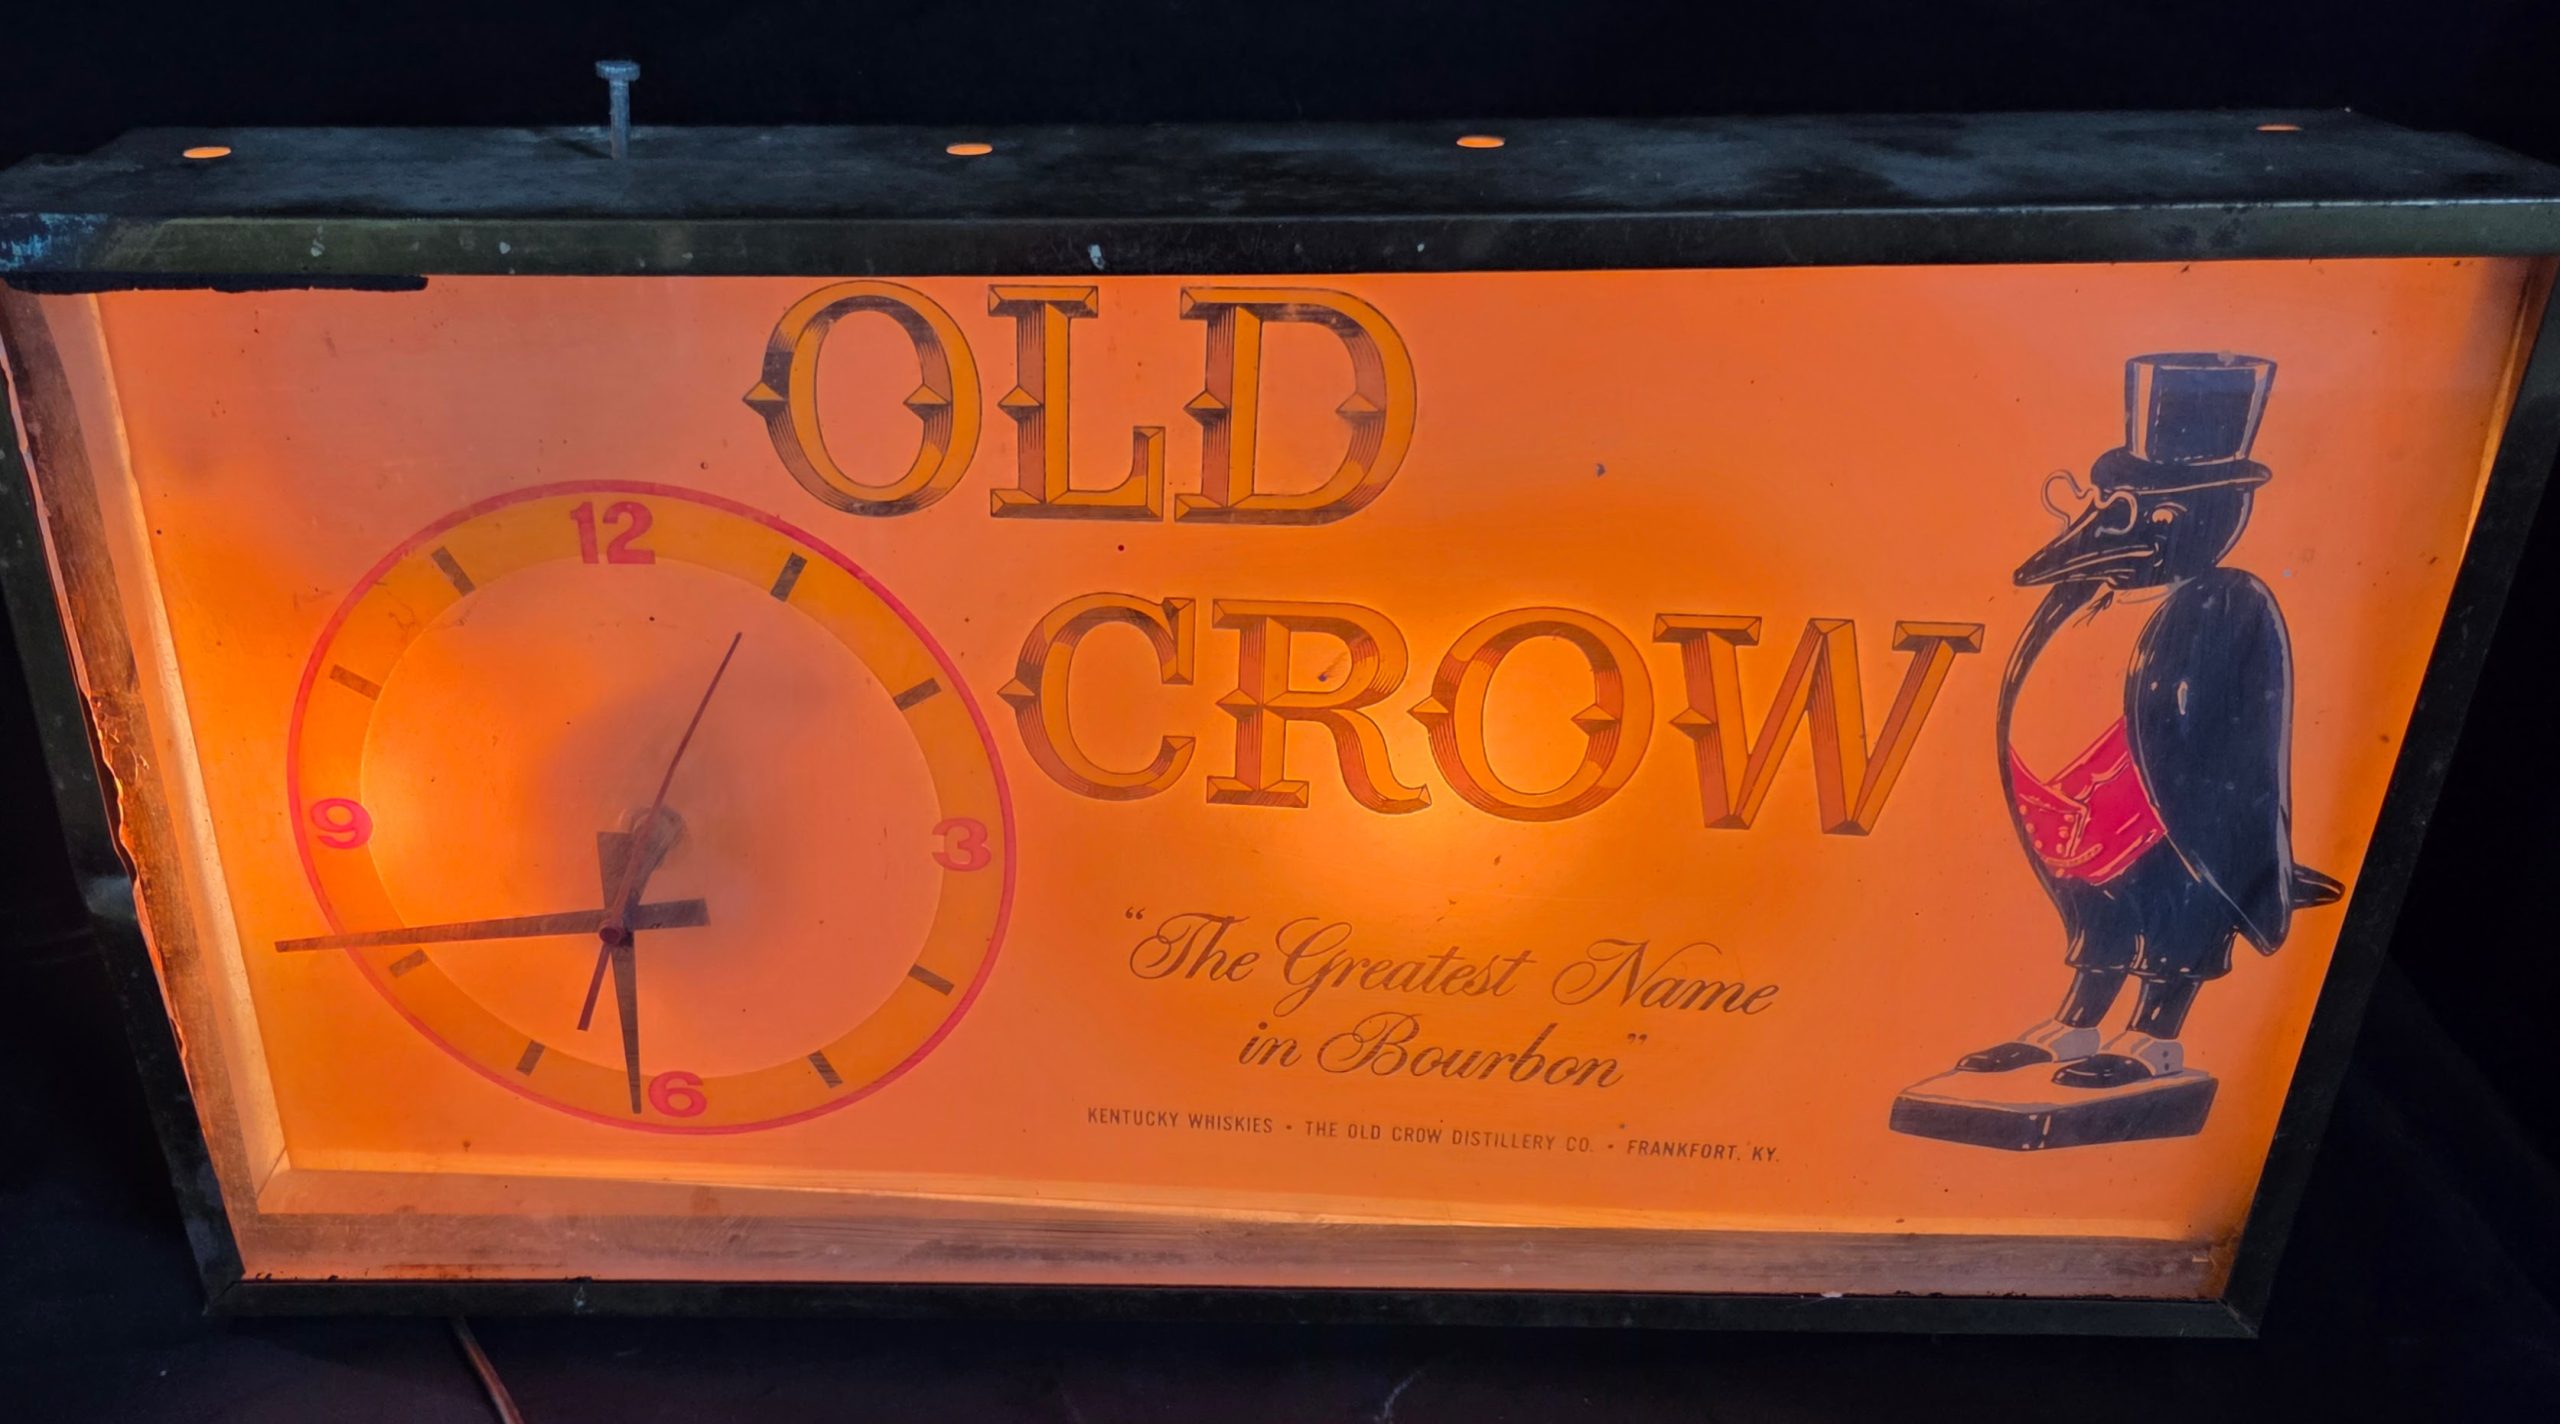 OLD
CROW
12
9
3
6
"The Greatest Name
in Bourbon"
KENTUCKY WHISKIES • THE OLD CROW DISTILLERY CO. • FRANKFORT, KY.